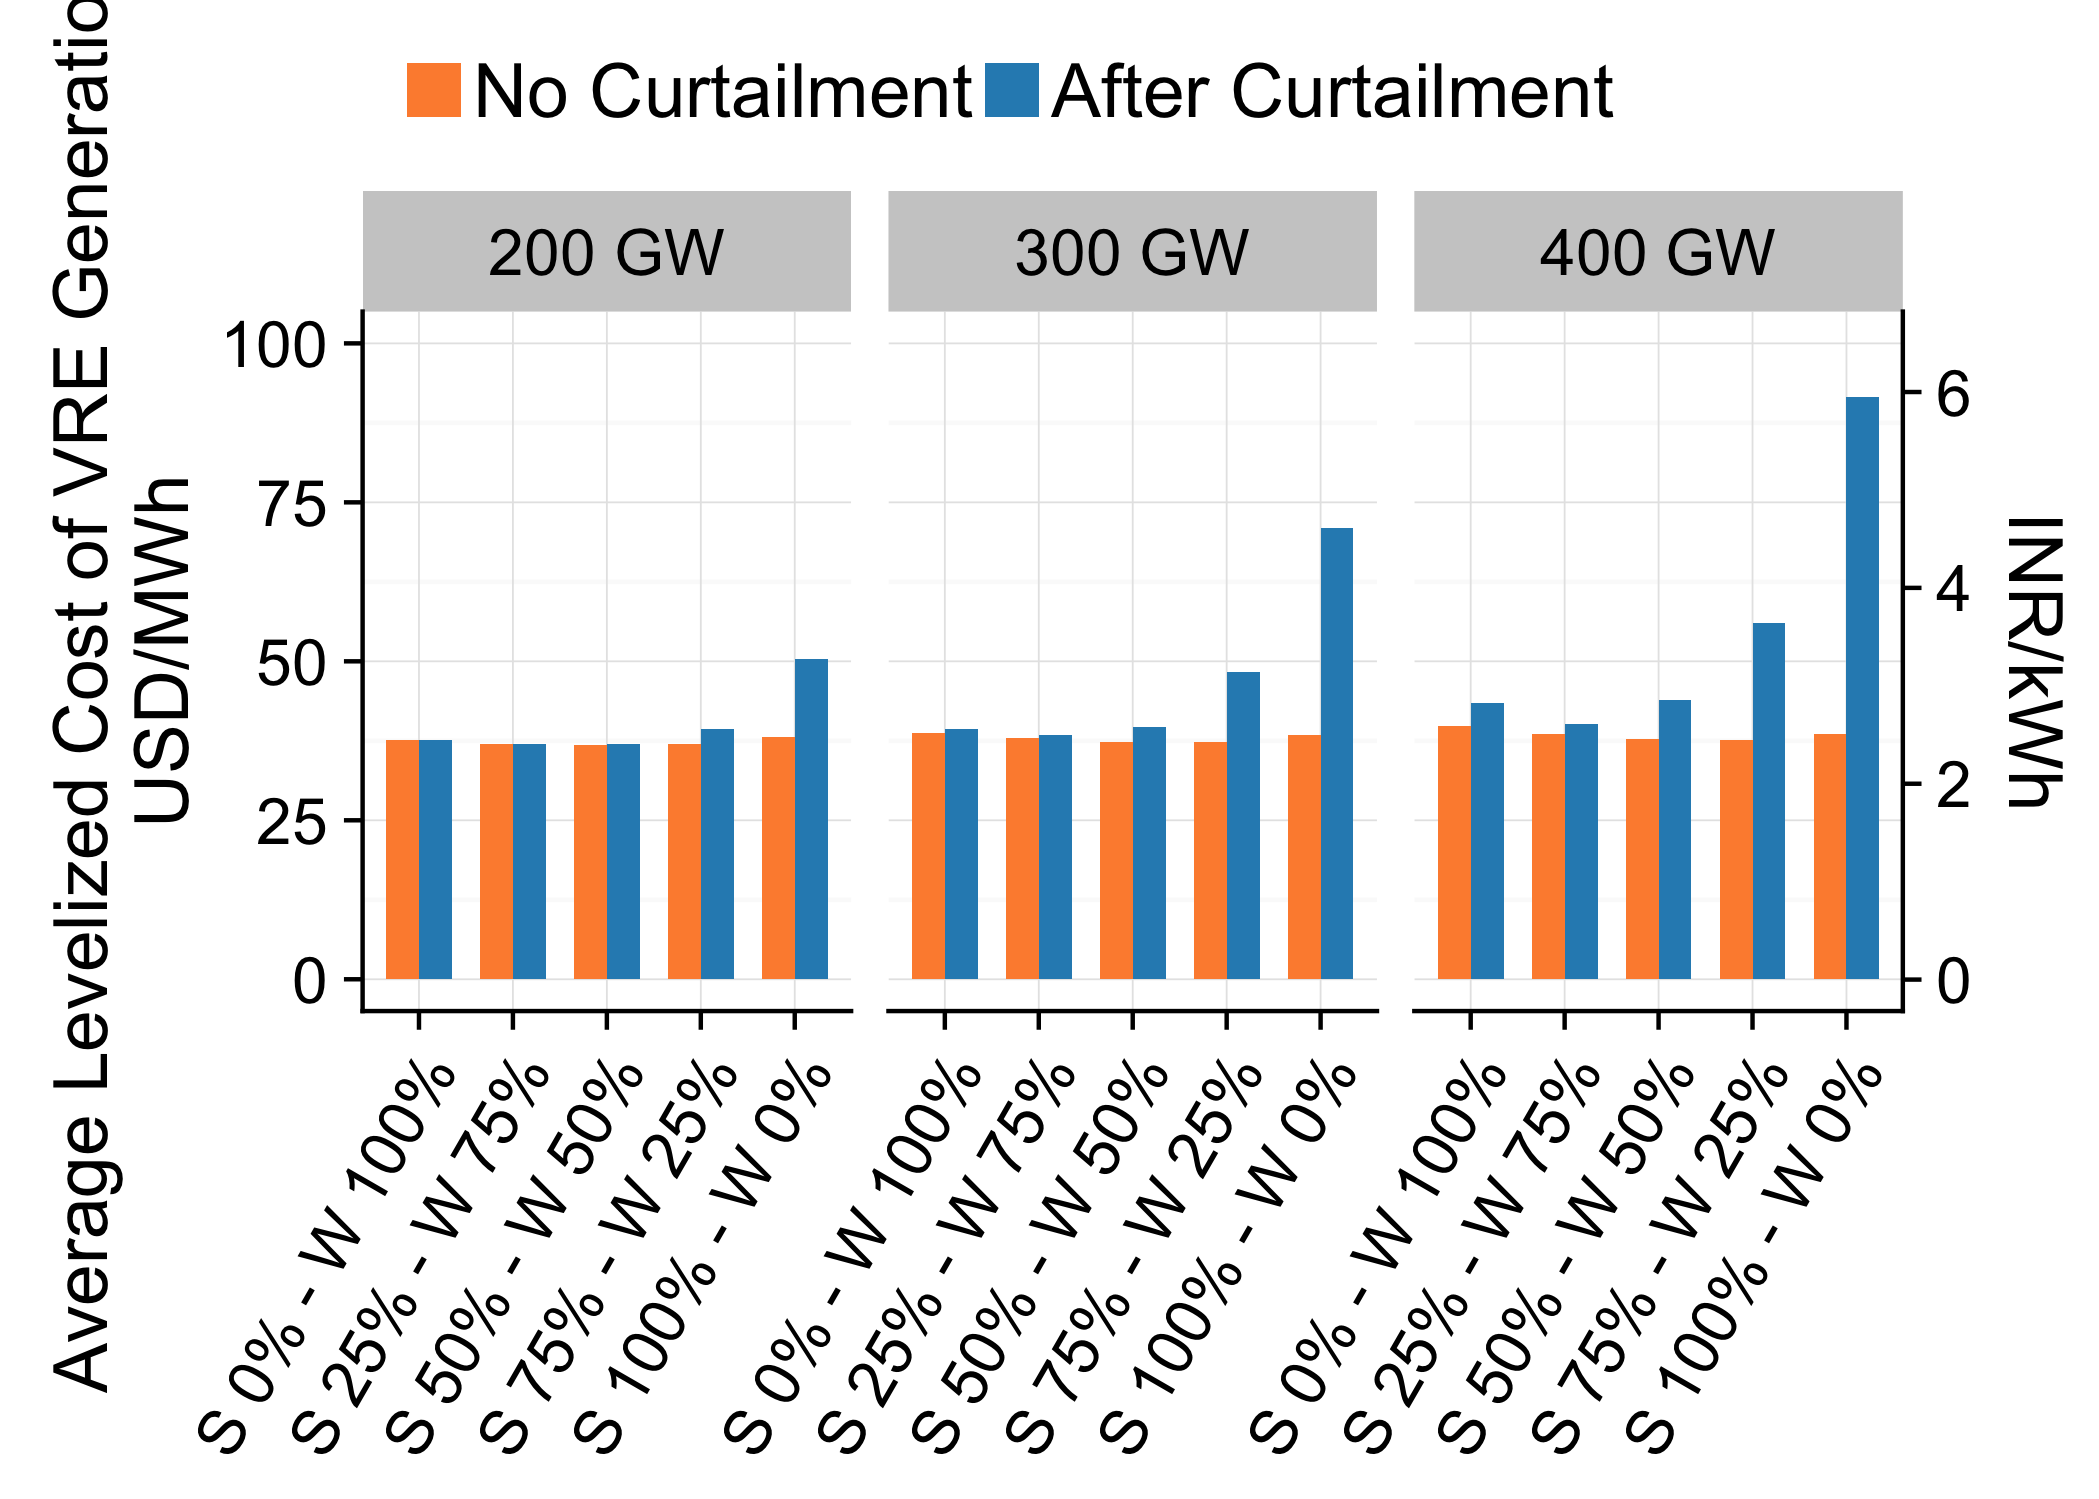 No Curtailment After Curtailment
200 GW 300 GW 400 GW
Average Levelized Cost of VRE Generatio
USD/MWh
100
75
50
25
0
6
4
2
0
INR/kWh
S 0% - W 100%
S 25% - W 75%
S 50% - W 50%
S 75% - W 25%
S 100% - W 0%
S 0% - W 100%
S 25% - W 75%
S 50% - W 50%
S 75% - W 25%
S 100% - W 0%
S 0% - W 100%
S 25% - W 75%
S 50% - W 50%
S 75% - W 25%
S 100% - W 0%